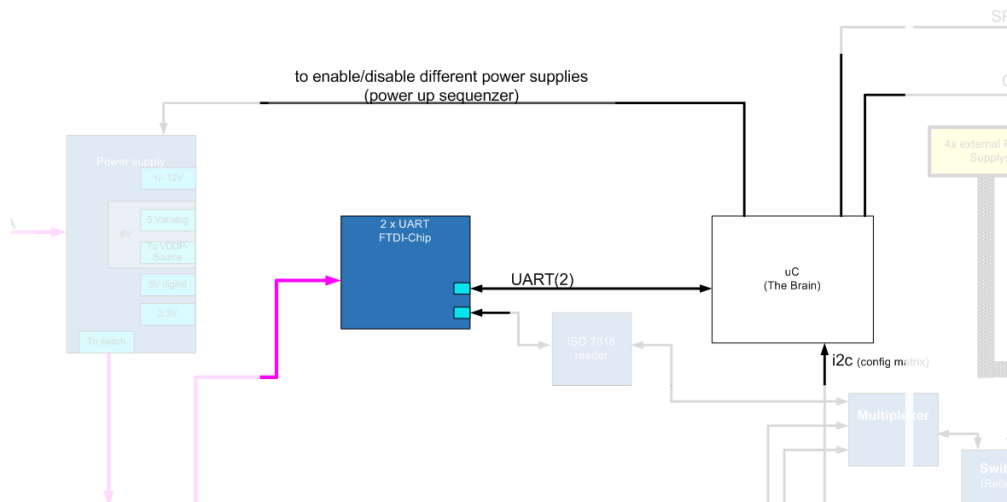 to enable/disable different power supplies
(power up sequenzer)
Power supply
+/- 12V
5 Vanalog
8V
To VDDP-
Source
5V digital
3.3V
To switch
2 x UART
FTDI-Chip
UART(2)
uC
(The Brain)
ISO 7816
reader
i2c (config matrix)
Multiplexer
4x external
Supply